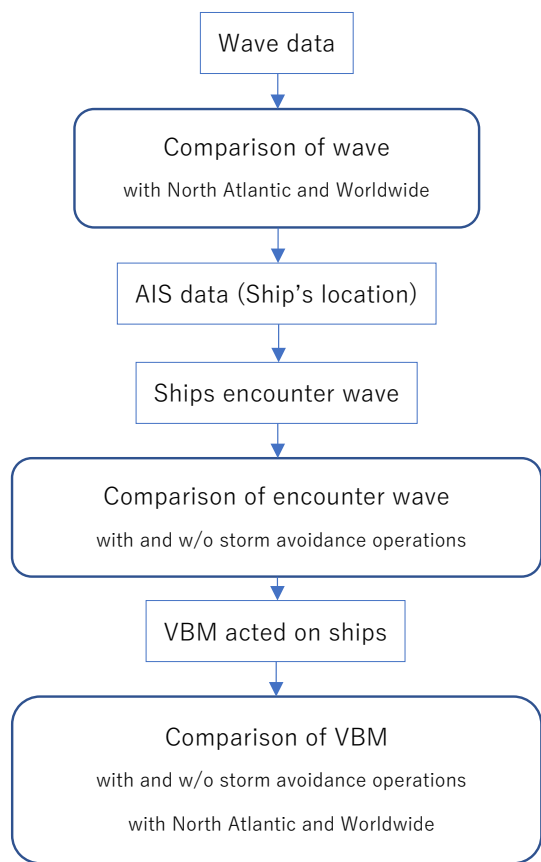 Wave data
Comparison of wave
with North Atlantic and Worldwide
AIS data (Ship’s location)
Ships encounter wave
Comparison of encounter wave
with and w/o storm avoidance operations
VBM acted on ships
Comparison of VBM
with and w/o storm avoidance operations
with North Atlantic and Worldwide